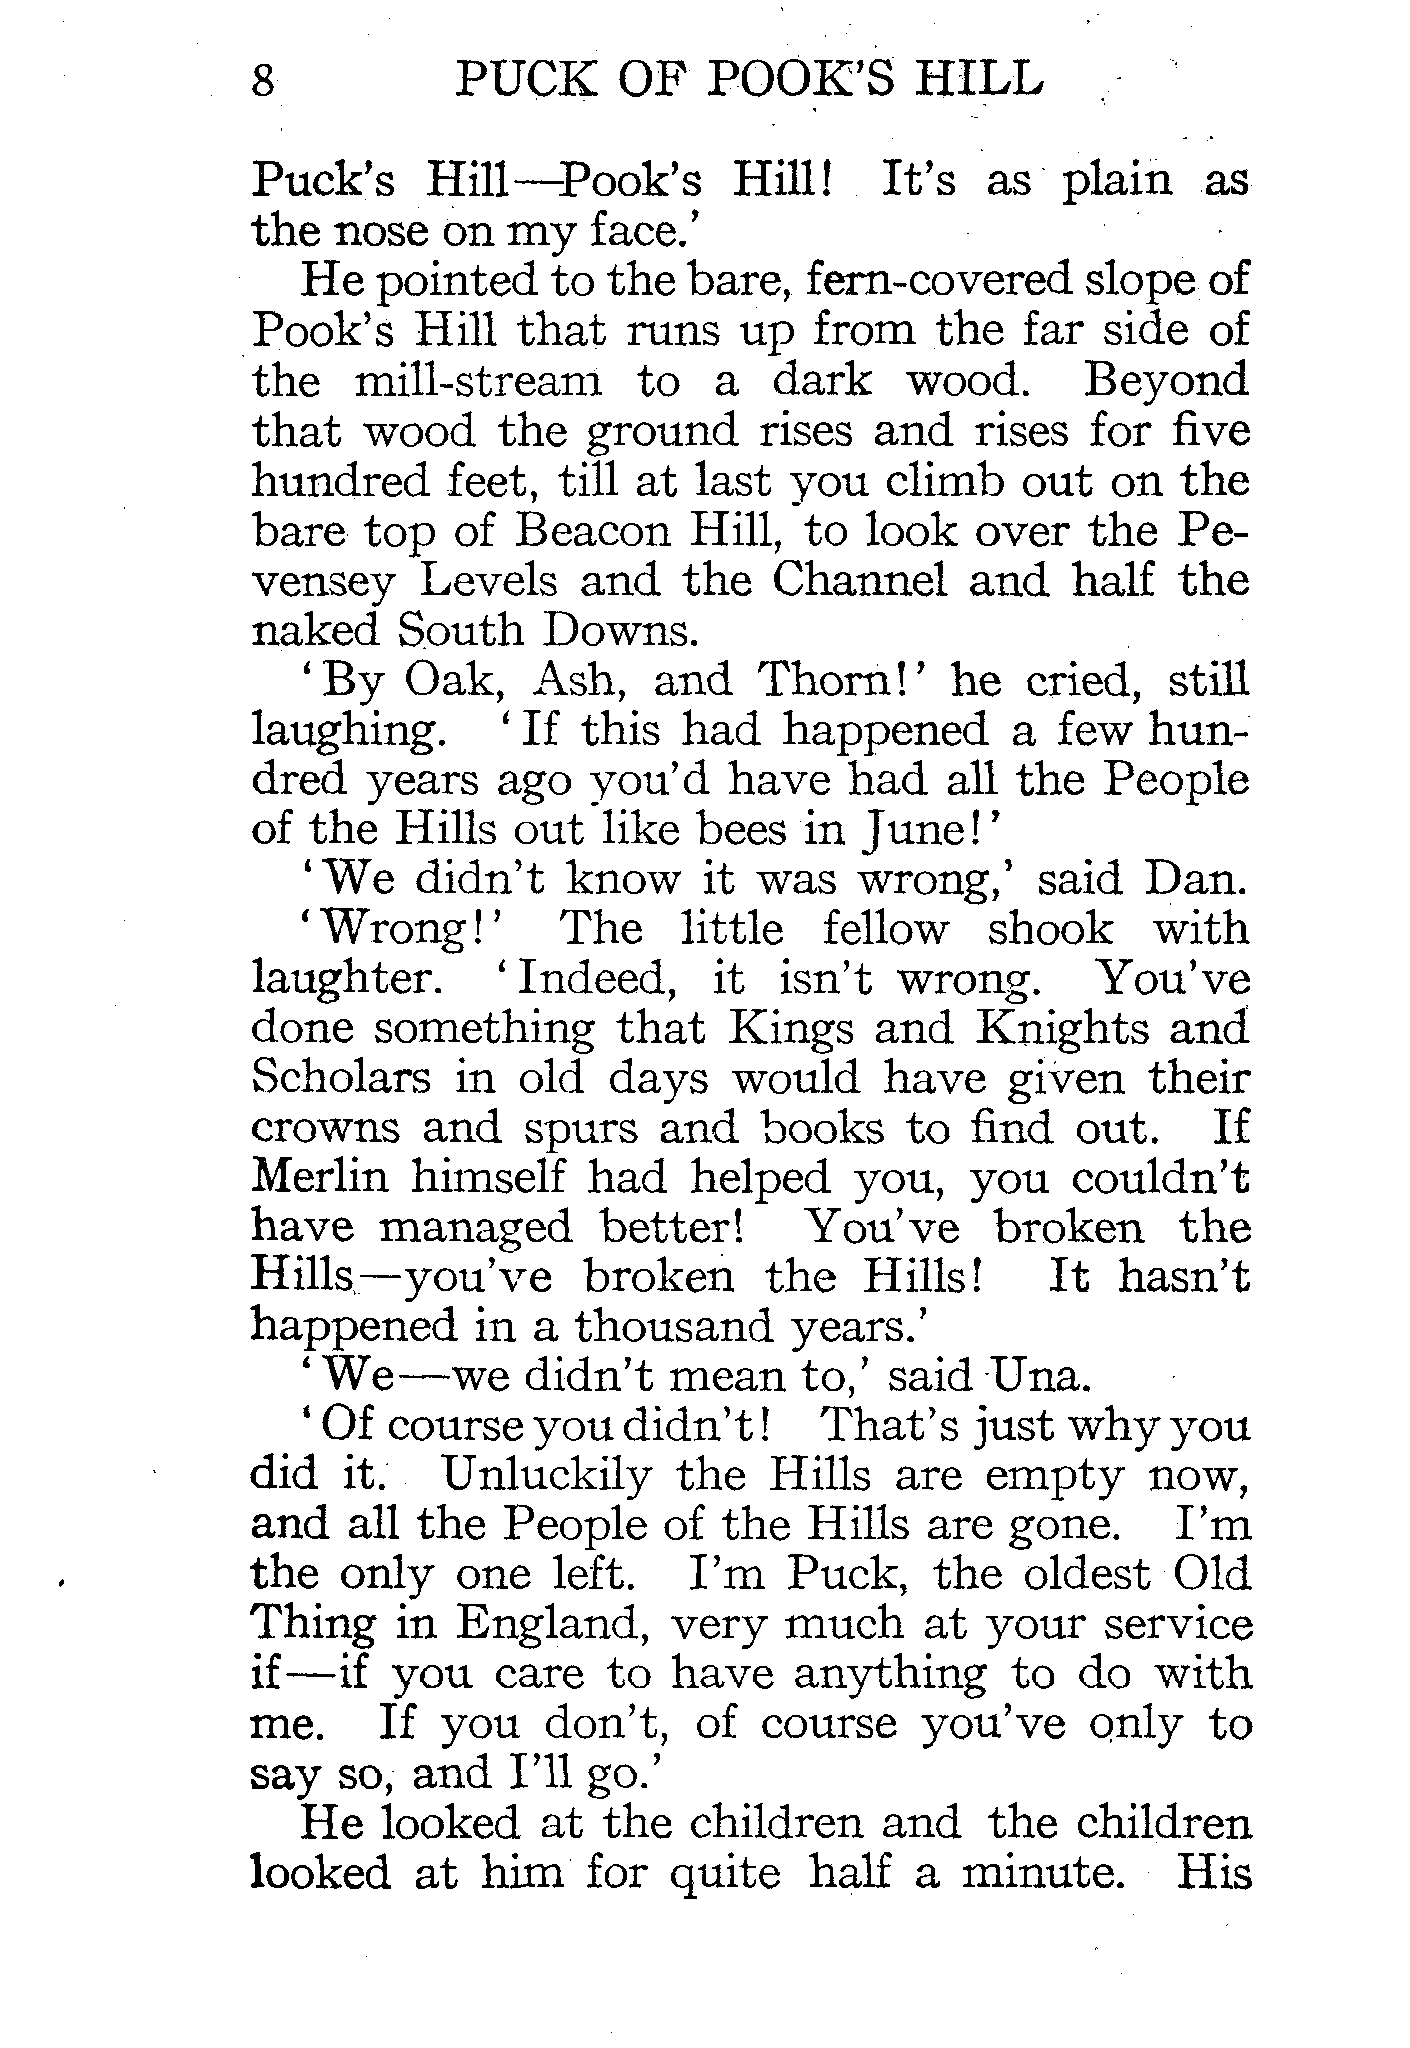 8 PUCK OF POOK'S HILL
Puck's Hill—Pook's Hill! It's as plain as
the nose on my face.'
He pointed to the bare, fern-covered slope of
Pook's Hill that runs up from the far side of
the mill-stream to a dark wood. Beyond
that wood the ground rises and rises for five
hundred feet, till at last you climb out on the
bare top of Beacon Hill, to look over the Pe-
vensey Levels and the Channel and half the
naked South Downs.
'By Oak, Ash, and Thorn!' he cried, still
laughing. 'If this had happened a few hun-
dred years ago you'd have had all the People
of the Hills out like bees in June!'
'We didn't know it was wrong,' said Dan.
'Wrong!' The little fellow shook with
laughter. 'Indeed, it isn't wrong. You've
done something that Kings and Knights and
Scholars in old days would have given their
crowns and spurs and books to find out. If
Merlin himself had helped you, you couldn't
have managed better! You've broken the
Hills—you've broken the Hills! It hasn't
happened in a thousand years.'
'We—we didn't mean to,' said Una.
'Of course you didn't! That's just why you
did it. Unluckily the Hills are empty now,
and all the People of the Hills are gone. I'm
the only one left. I'm Puck, the oldest Old
Thing in England, very much at your service
if—if you care to have anything to do with
me. If you don't, of course you've only to
say so, and I'll go.'
He looked at the children and the children
looked at him for quite half a minute. His